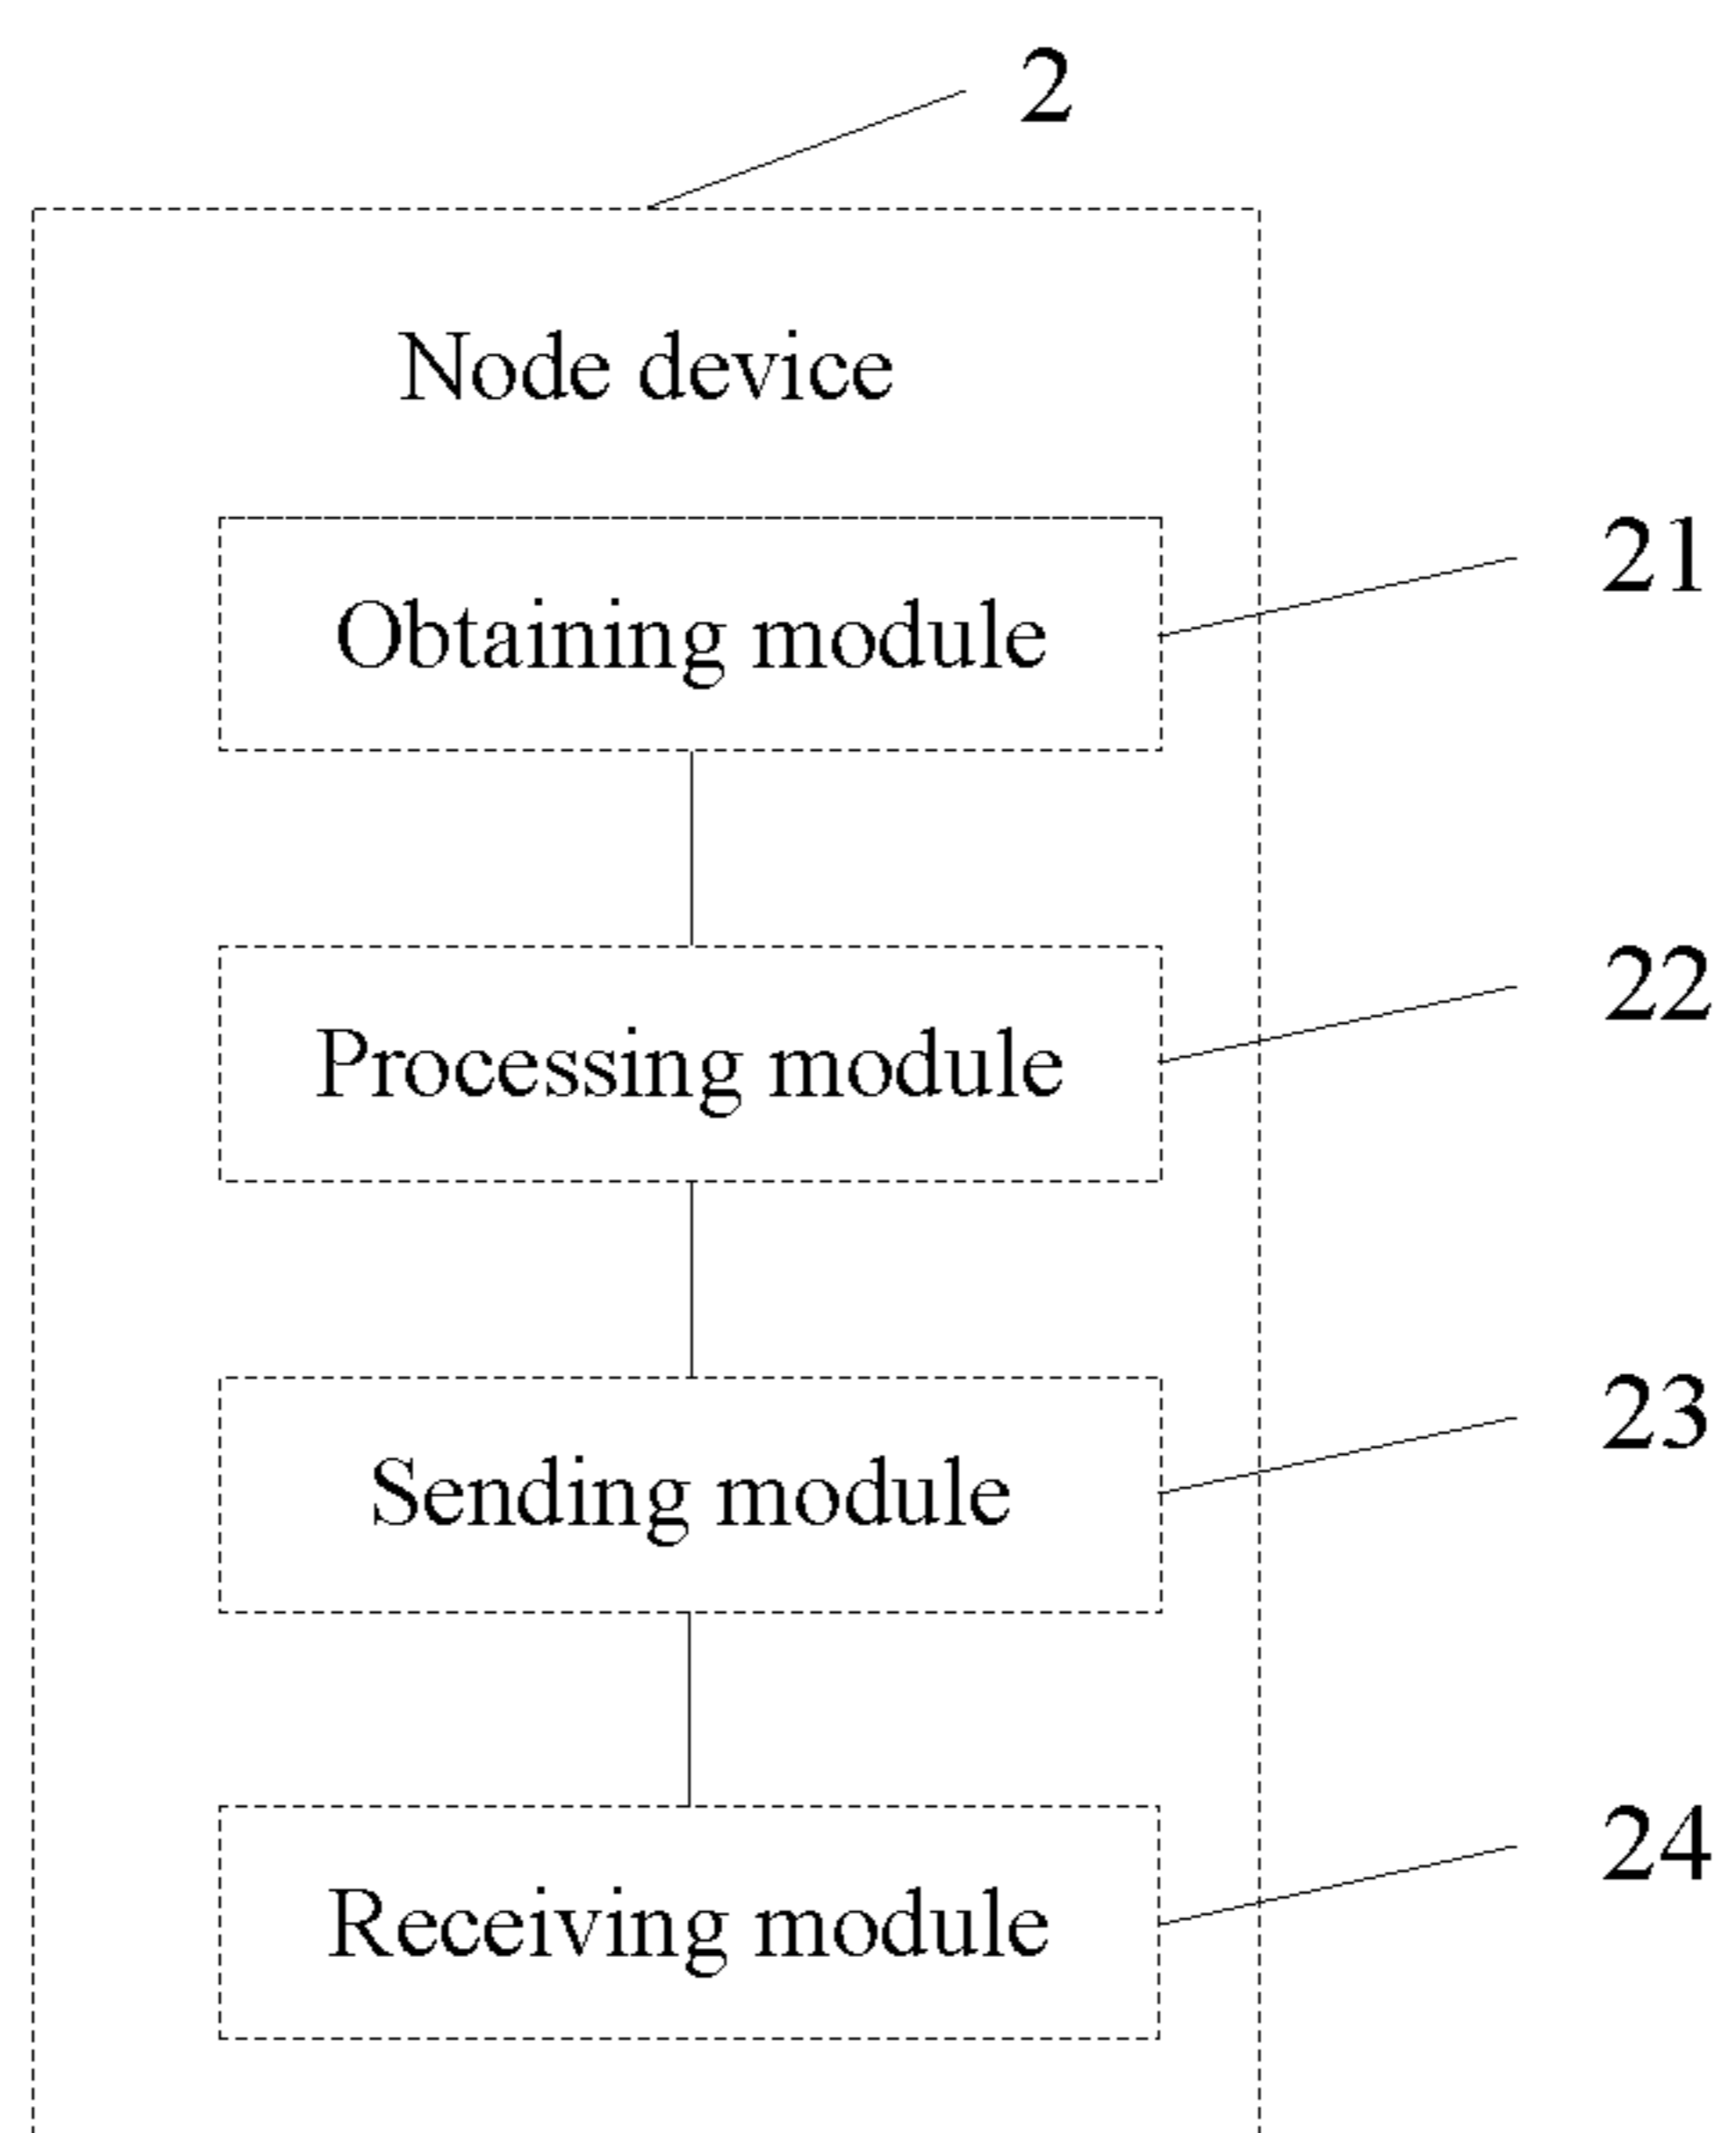 2
Node device
21
Obtaining module
22
Processing module
23
Sending module
24
Receiving module